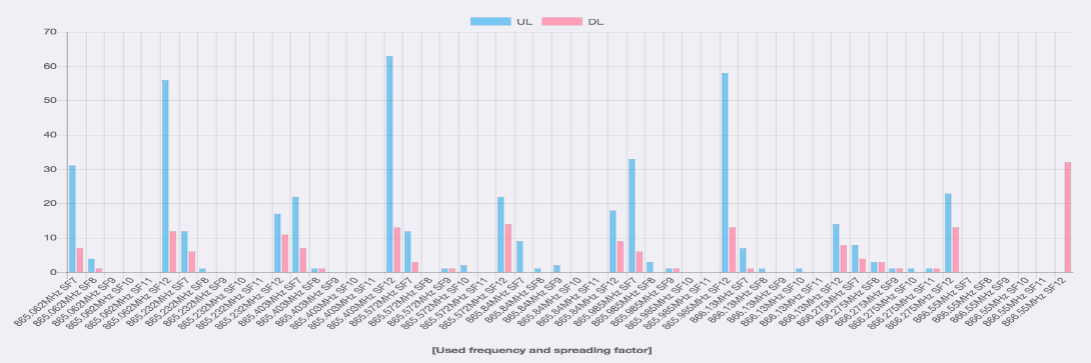 UL DL
70
60
50
40
30
20
10
0
865.062MHz SF7
865.062MHz SF8
865.062MHz SF9
865.062MHz SF10
865.062MHz SF11
865.062MHz SF12
865.232MHz SF7
865.232MHz SF8
865.232MHz SF9
865.232MHz SF10
865.232MHz SF11
865.232MHz SF12
865.403MHz SF7
865.403MHz SF8
865.403MHz SF9
865.403MHz SF10
865.403MHz SF11
865.403MHz SF12
865.572MHz SF7
865.572MHz SF8
865.572MHz SF9
865.572MHz SF10
865.572MHz SF11
865.572MHz SF12
865.84MHz SF7
865.84MHz SF8
865.84MHz SF9
865.84MHz SF10
865.84MHz SF11
865.84MHz SF12
865.985MHz SF7
865.985MHz SF8
865.985MHz SF9
865.985MHz SF10
865.985MHz SF11
865.985MHz SF12
866.13MHz SF7
866.13MHz SF8
866.13MHz SF9
866.13MHz SF10
866.13MHz SF11
866.13MHz SF12
866.275MHz SF7
866.275MHz SF8
866.275MHz SF9
866.275MHz SF10
866.275MHz SF11
866.275MHz SF12
866.55MHz SF7
866.55MHz SF8
866.55MHz SF9
866.55MHz SF10
866.55MHz SF11
866.55MHz SF12
[Used frequency and spreading factor]